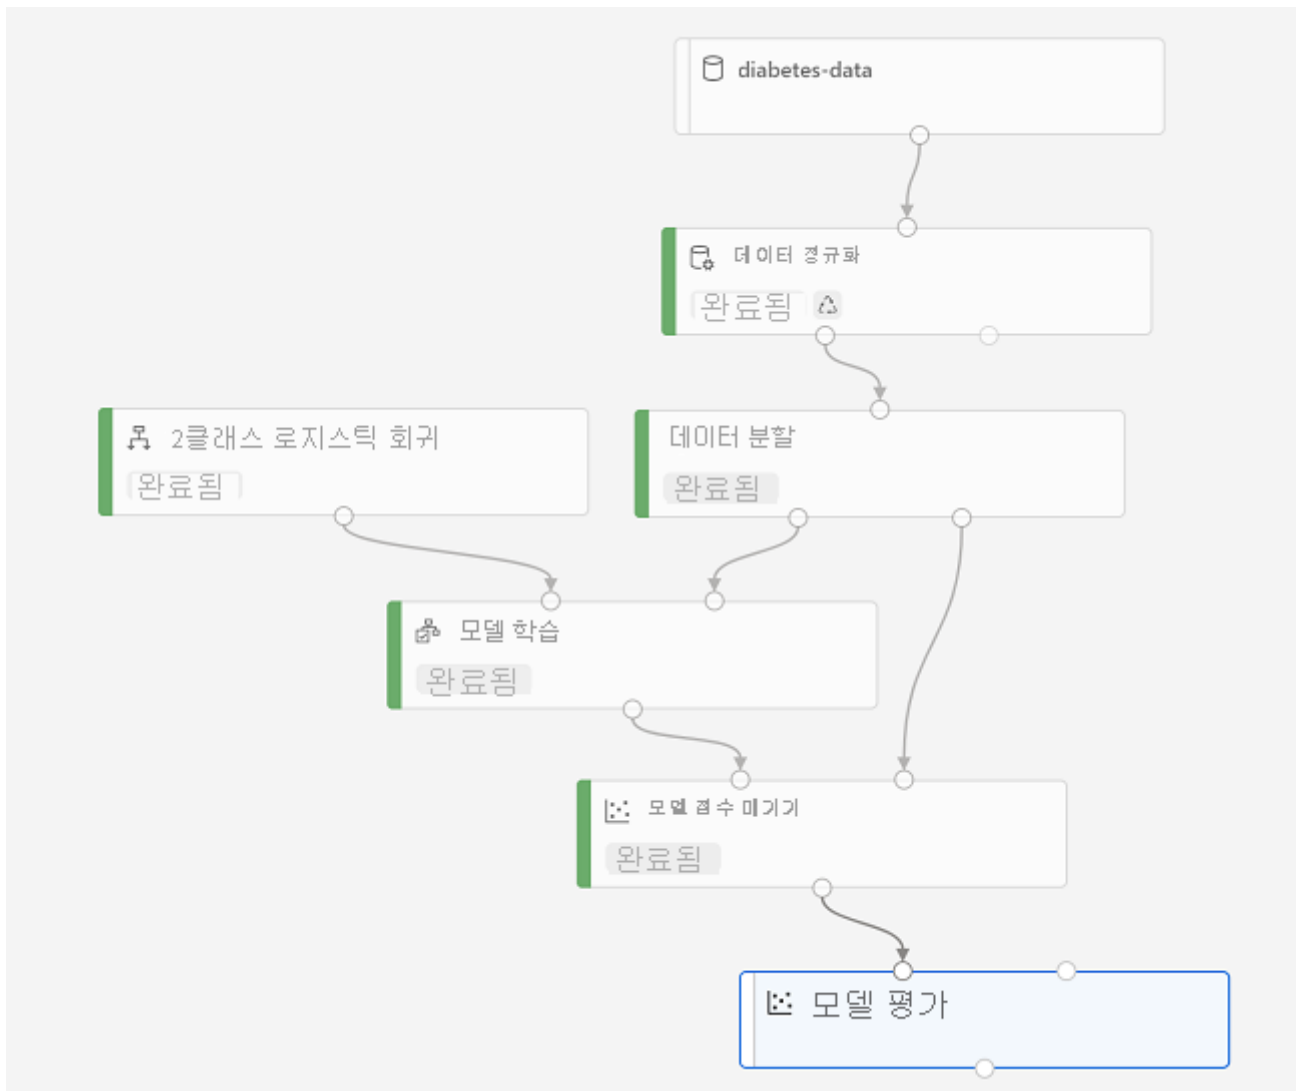 diabetes-data
데이터 정규화
완료됨
2클래스 로지스틱 회귀
완료됨
데이터 분할
완료됨
모델 학습
완료됨
모델 점수 매기기
완료됨
모델 평가